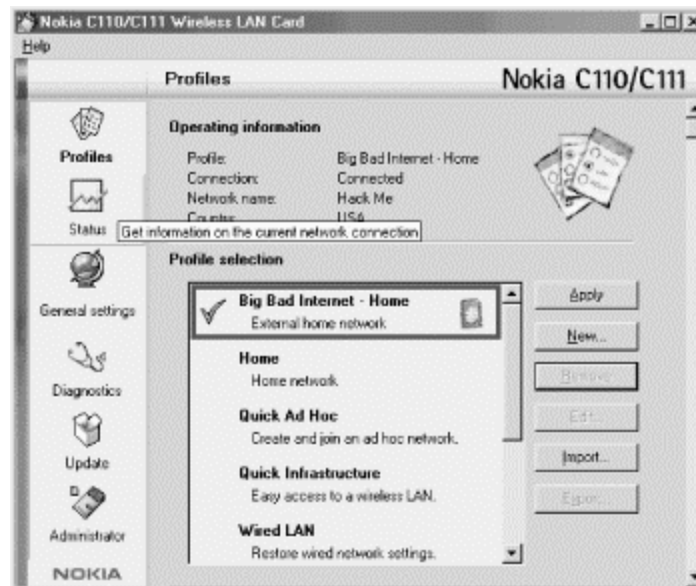 Nokia C110/C111 Wireless LAN Card
Help
Profiles
Nokia C110/C111
Profiles
Status
General settings
Diagnostics
Update
Administrator
NOKIA
Operating information
Profile: Big Bad Internet - Home
Connection: Connected
Network name: Hack Me
Country: USA
Get information on the current network connection
Profile selection
Big Bad Internet - Home
External home network
Home
Home network
Quick Ad Hoc
Create and join an ad hoc network.
Quick Infrastructure
Easy access to a wireless LAN.
Wired LAN
Restore wired network settings.
Apply
New...
Remove
Edit...
Import...
Export...